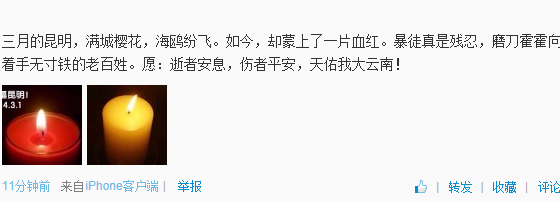 三月的昆明，满城樱花，海鸥纷飞。如今，却蒙上了一片血红。暴徒真是残忍，磨刀霍霍向
着手无寸铁的老百姓。愿：逝者安息，伤者平安，天佑我大云南！
昆明！
4.3.1
11分钟前 来自iPhone客户端 | 举报
| 转发 | 收藏 | 评论